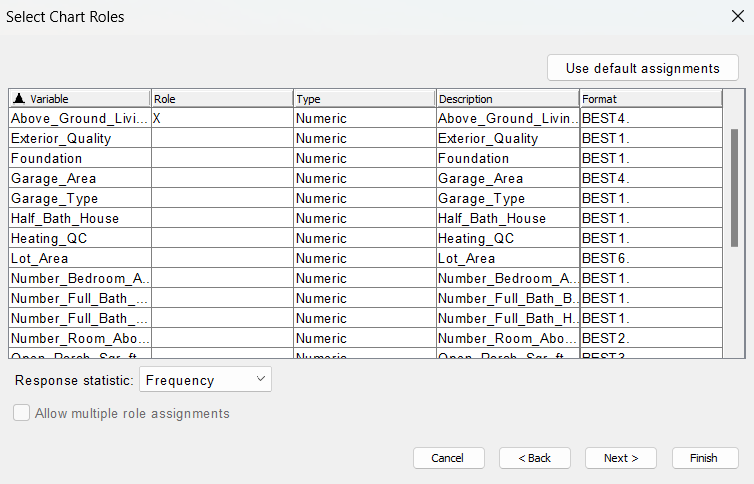 Select Chart Roles
Use default assignments
Variable Role Type Description Format
Above_Ground_Livi... X Numeric Above_Ground_Livin... BEST4.
Exterior_Quality Numeric Exterior_Quality BEST1.
Foundation Numeric Foundation BEST1.
Garage_Area Numeric Garage_Area BEST4.
Garage_Type Numeric Garage_Type BEST1.
Half_Bath_House Numeric Half_Bath_House BEST1.
Heating_QC Numeric Heating_QC BEST1.
Lot_Area Numeric Lot_Area BEST6.
Number_Bedroom_A... Numeric Number_Bedroom_A... BEST1.
Number_Full_Bath_... Numeric Number_Full_Bath_B... BEST1.
Number_Full_Bath_... Numeric Number_Full_Bath_H... BEST1.
Number_Room_Abo... Numeric Number_Room_Abo... BEST2.
Open_Porch_Sqr_ft Numeric Open_Porch_Sqr_ft BEST3.
Response statistic: Frequency
Allow multiple role assignments
Cancel < Back Next > Finish